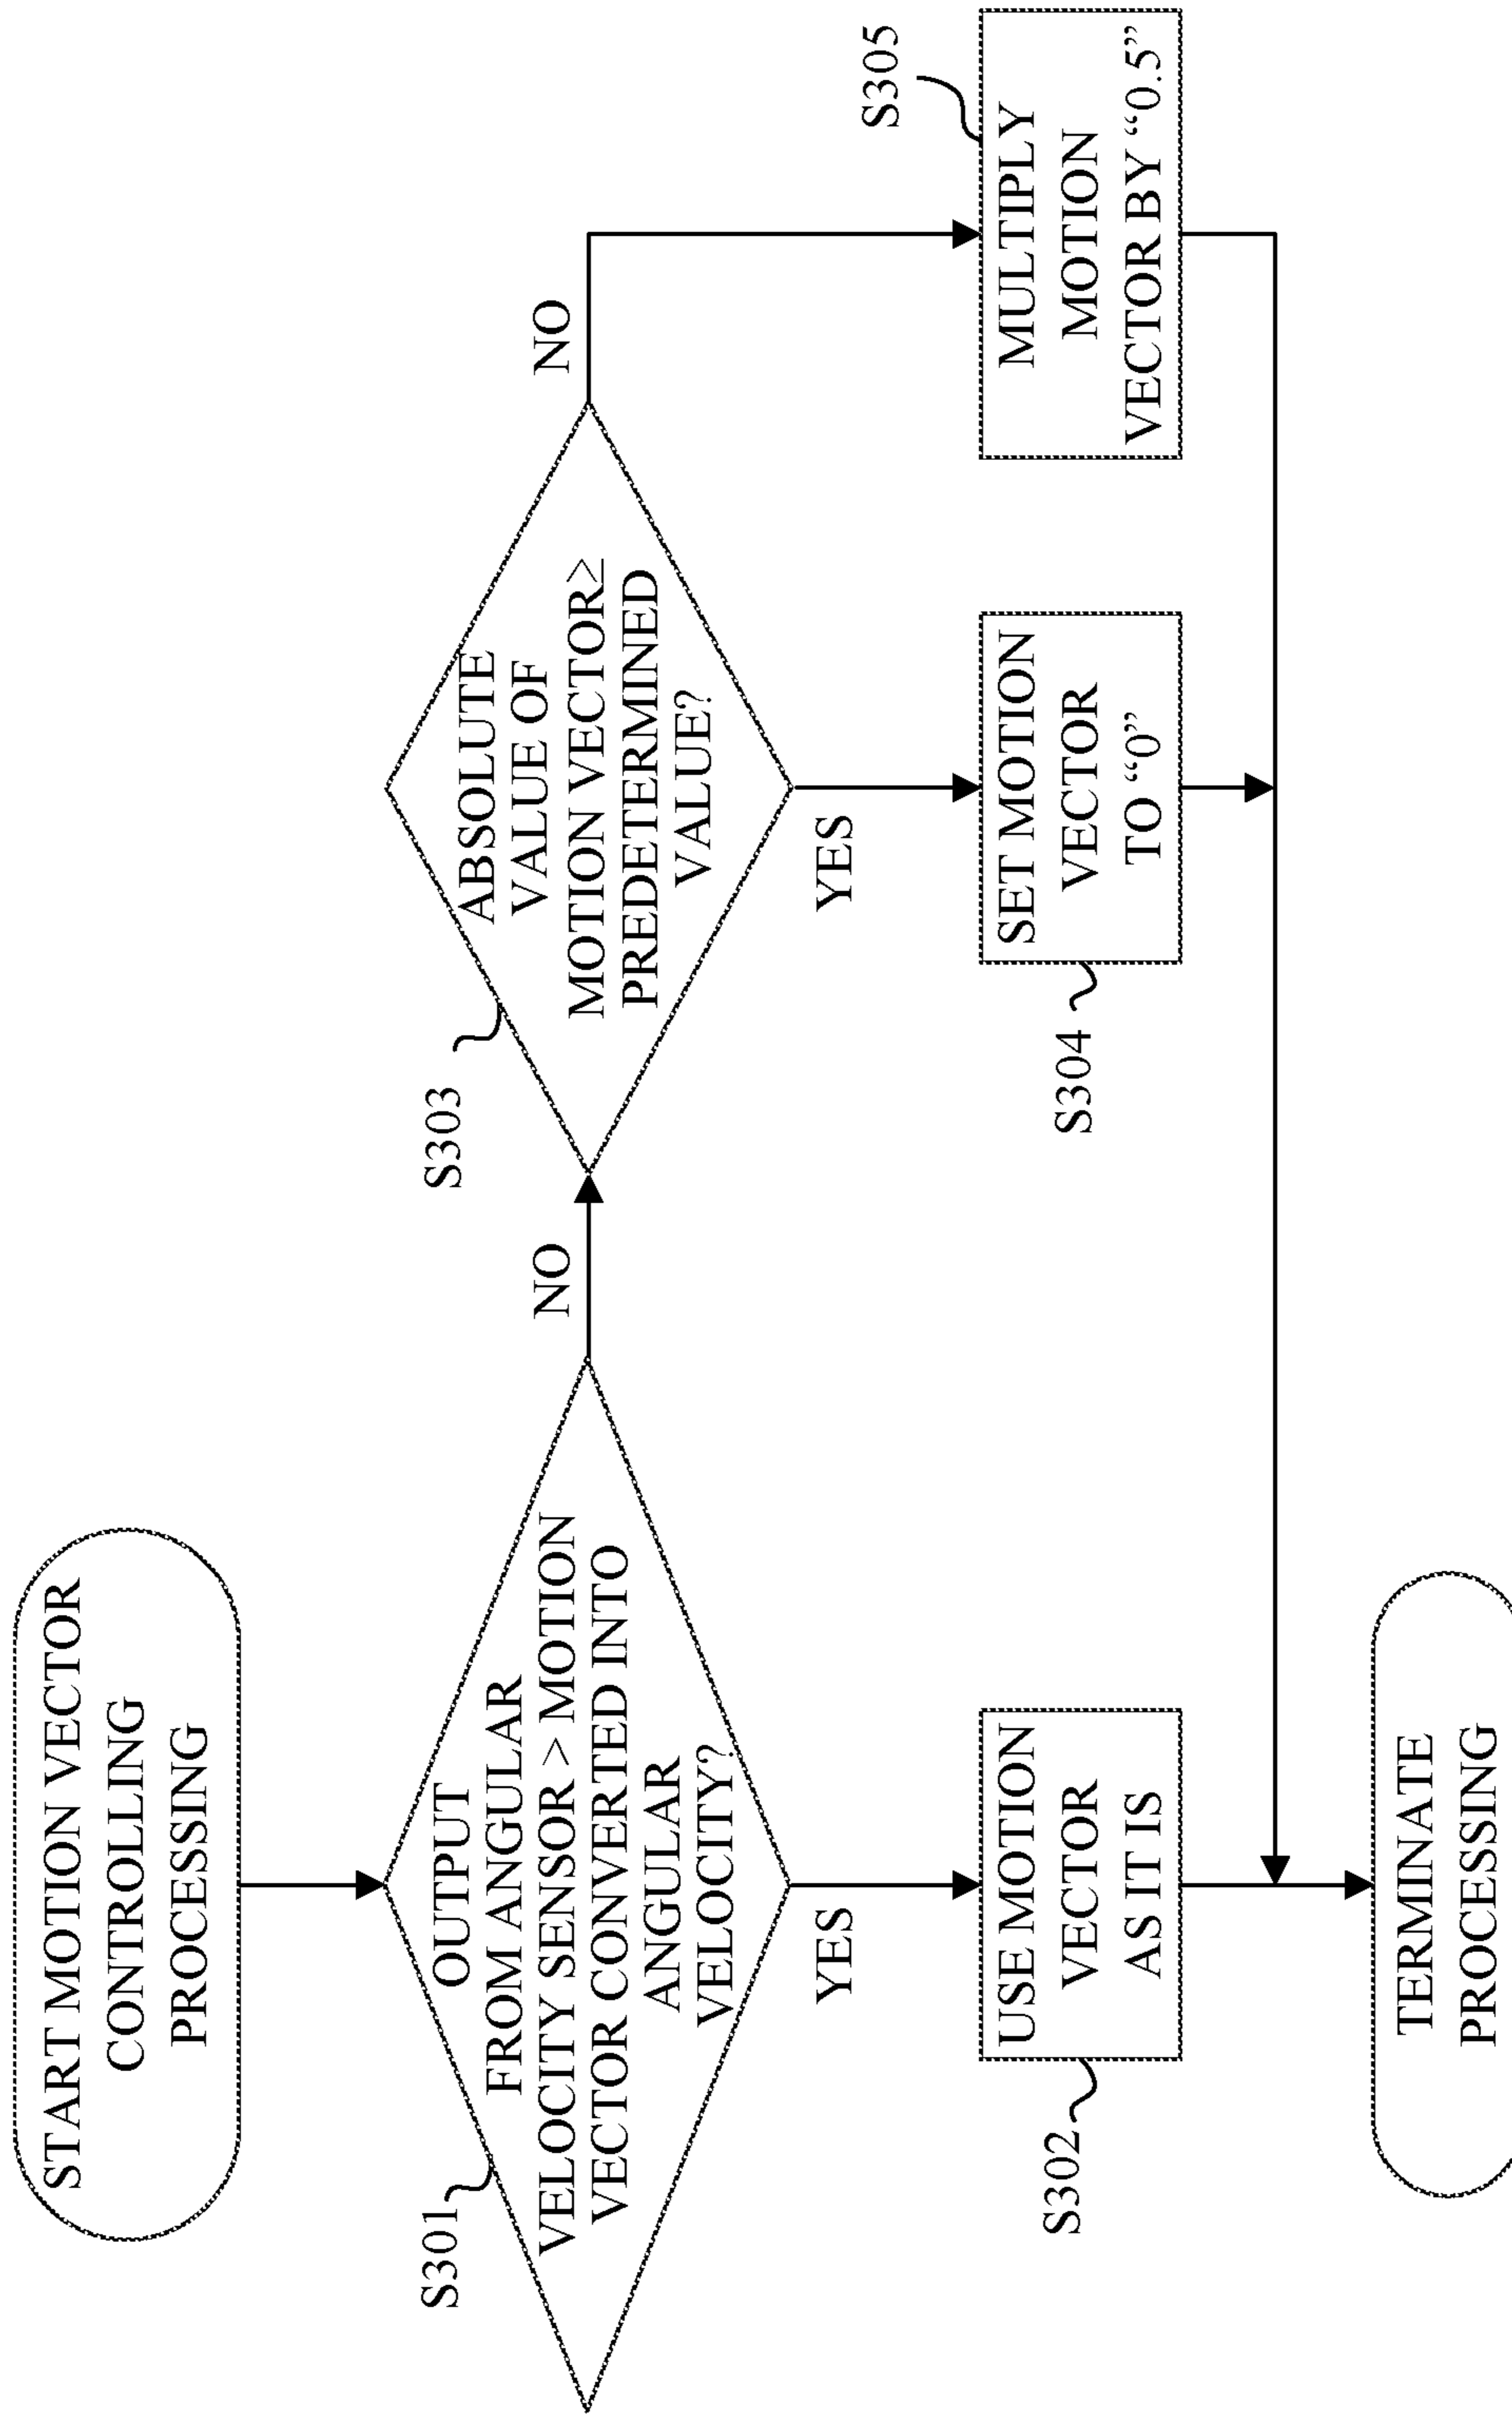 START MOTION VECTOR
CONTROLLING
PROCESSING
S301
OUTPUT
FROM ANGULAR
VELOCITY SENSOR > MOTION
VECTOR CONVERTED INTO
ANGULAR
VELOCITY?
NO
YES
S302
USE MOTION
VECTOR
AS IT IS
S303
ABSOLUTE
VALUE OF
MOTION VECTOR≥
PREDETERMINED
VALUE?
NO
YES
S304
SET MOTION
VECTOR
TO “0”
S305
MULTIPLY
MOTION
VECTOR BY “0.5”
TERMINATE
PROCESSING